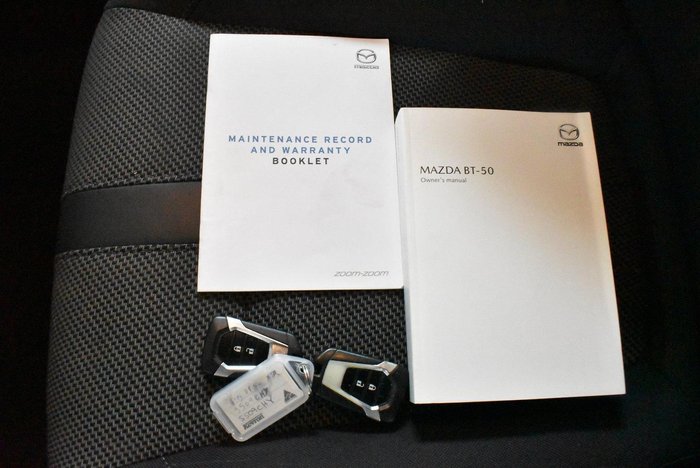 mazda
MAINTENANCE RECORD
AND WARRANTY
BOOKLET
zoom-zoom
mazda
MAZDA BT-50
Owner's manual